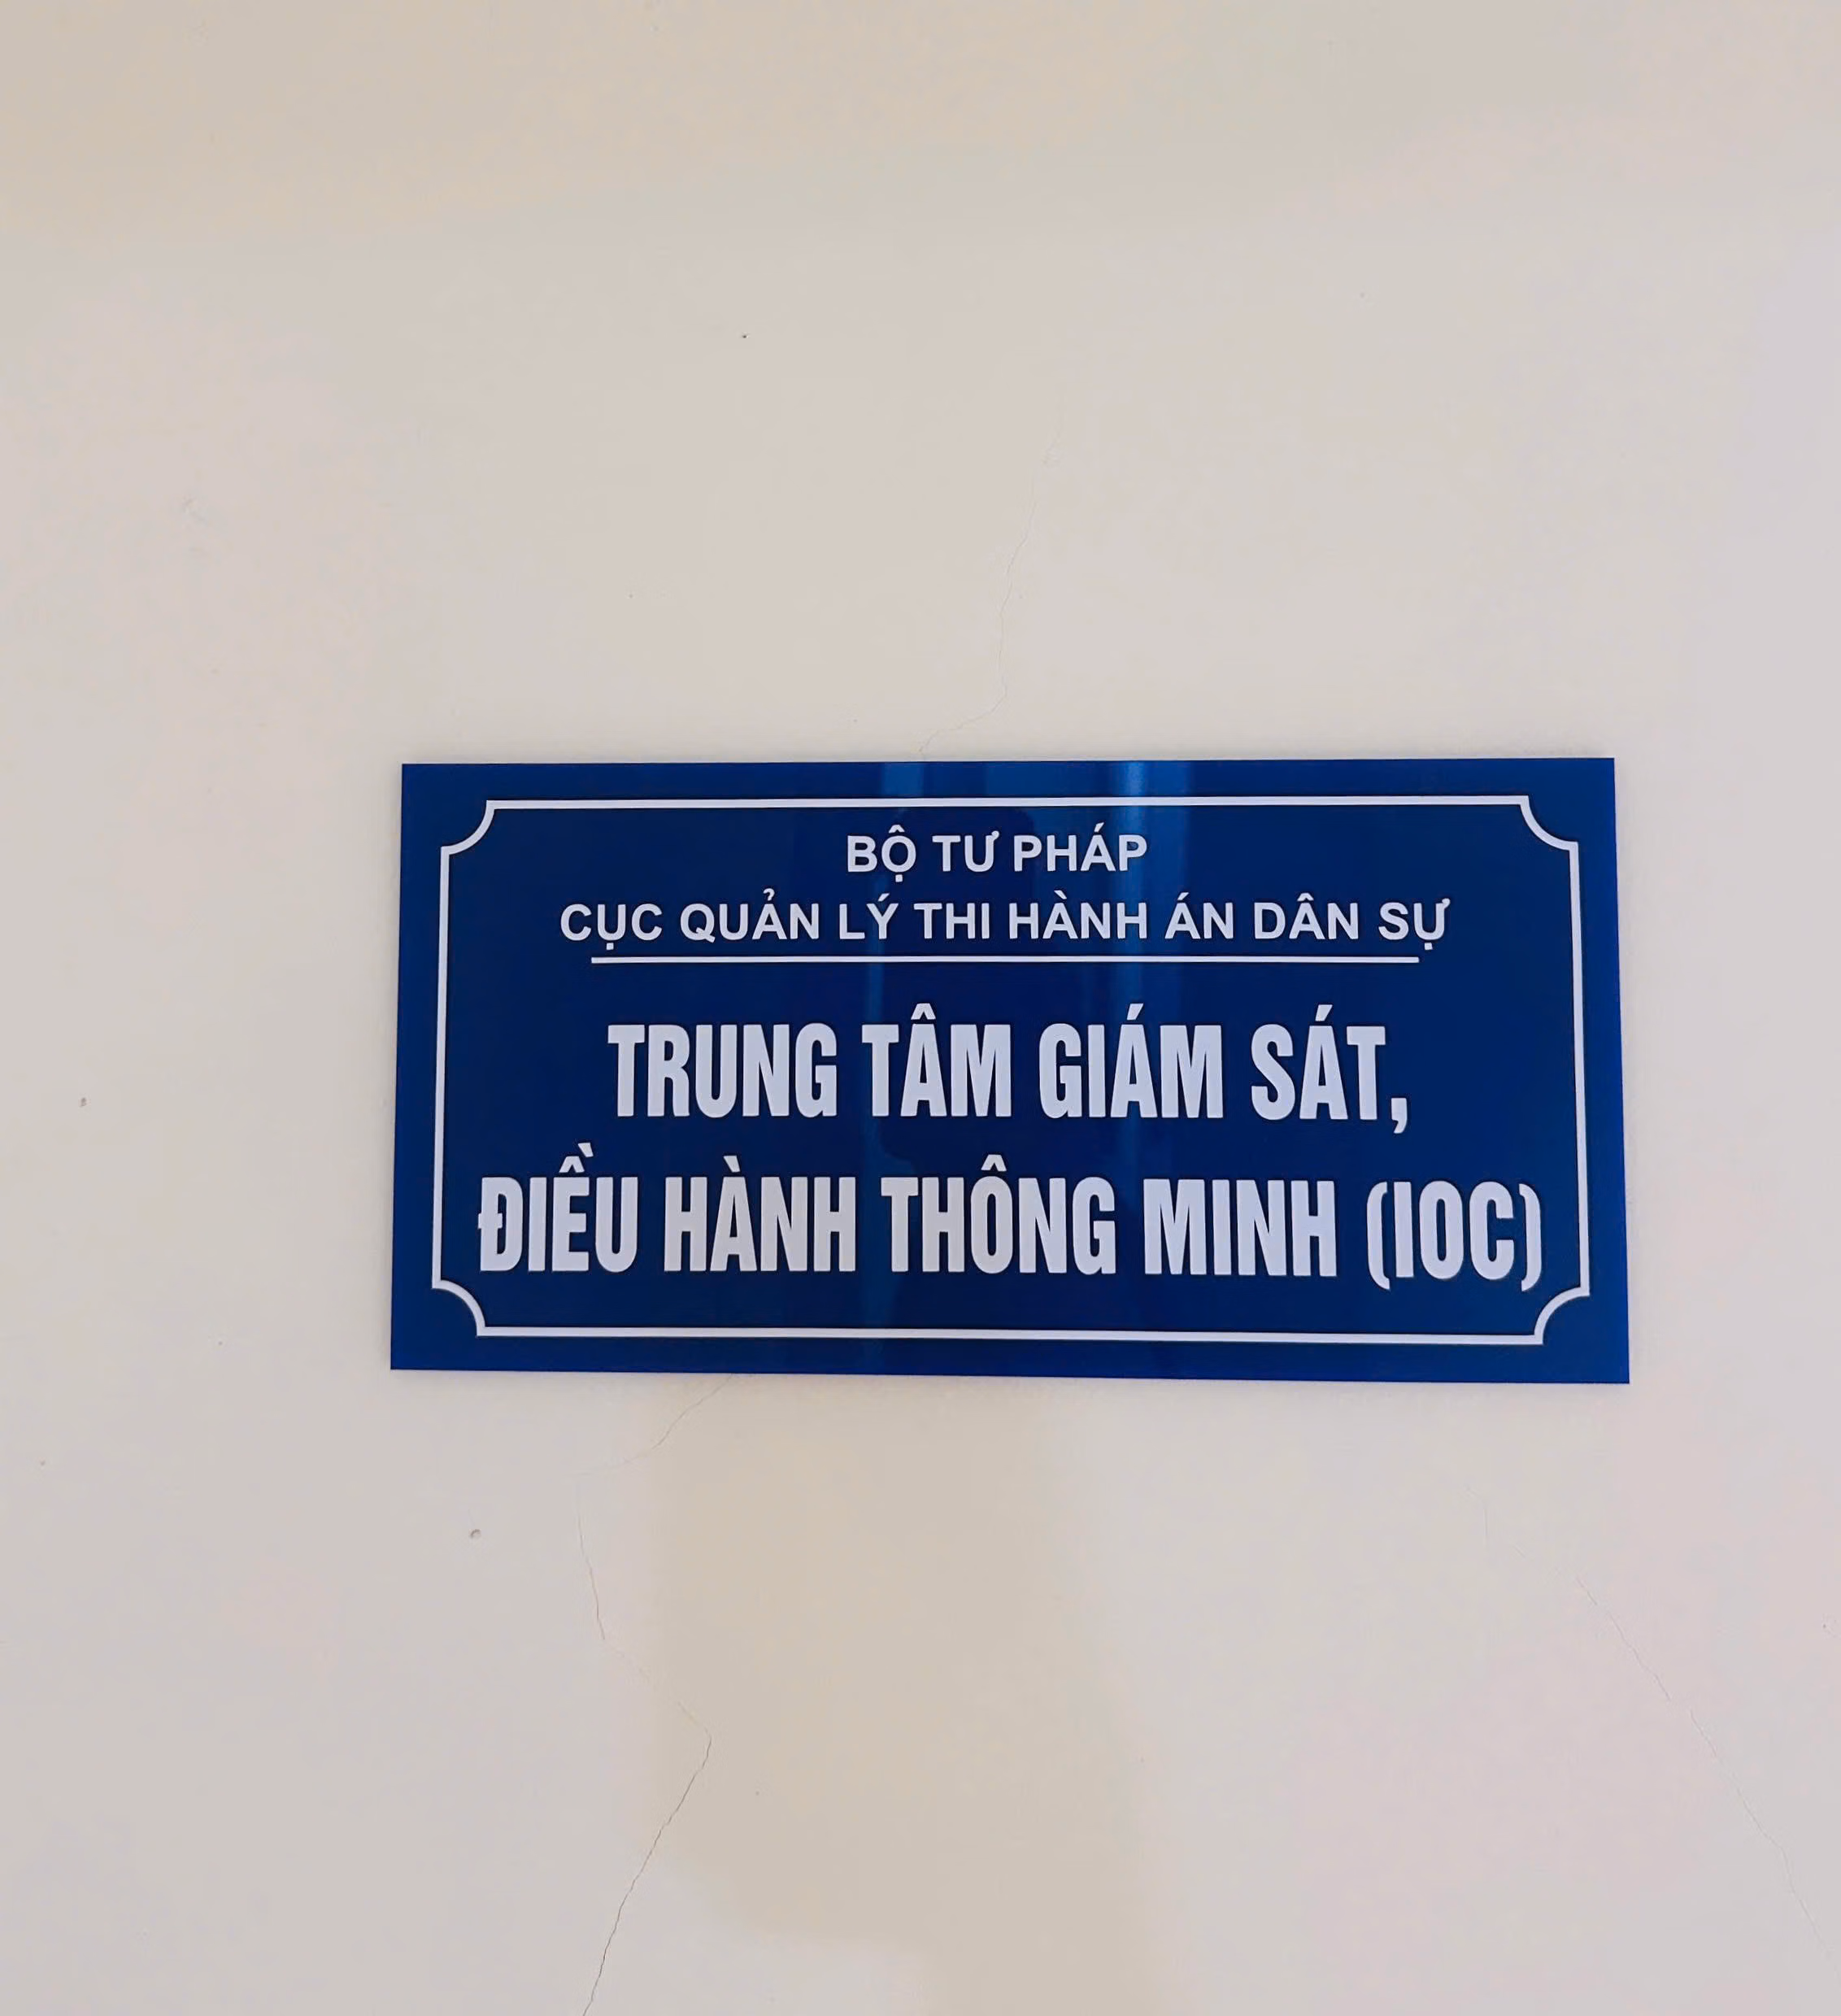 BỘ TƯ PHÁP
CỤC QUẢN LÝ THI HÀNH ÁN DÂN SỰ
TRUNG TÂM GIÁM SÁT,
ĐIỀU HÀNH THÔNG MINH (IOC)